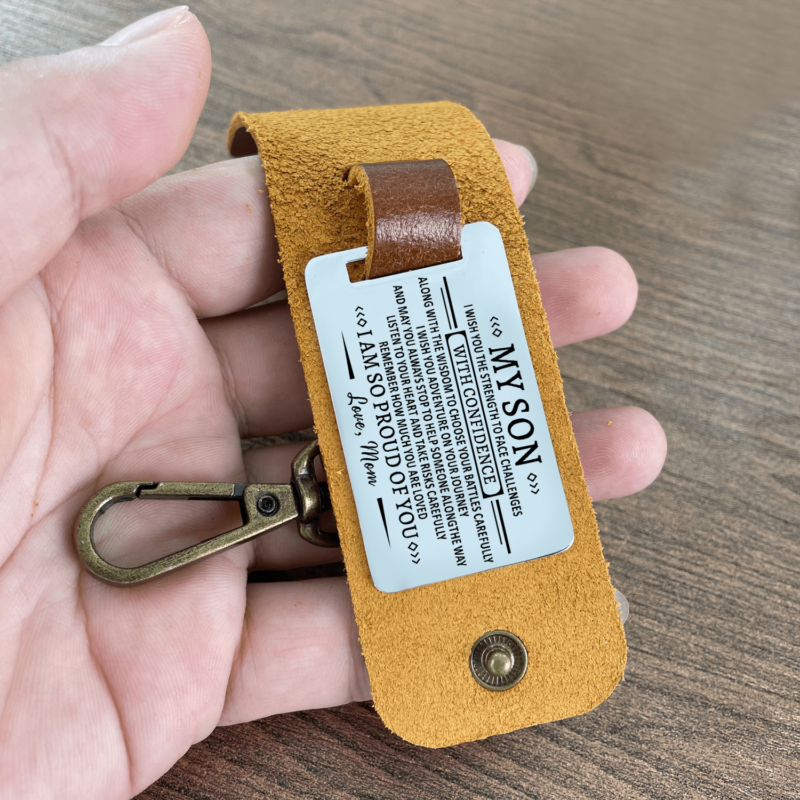 MY SON
I WISH YOU THE STRENGTH TO FACE CHALLENGES
WITH CONFIDENCE
ALONG WITH THE WISDOM TO CHOOSE YOUR BATTLES CAREFULLY
I WISH YOU ADVENTURE ON YOUR JOURNEY
AND MAY YOU ALWAYS STOP TO HELP SOMEONE ALONG THE WAY
LISTEN TO YOUR HEART AND TAKE RISKS CAREFULLY
REMEMBER HOW MUCH YOU ARE LOVED
I AM SO PROUD OF YOU
Love, Mom